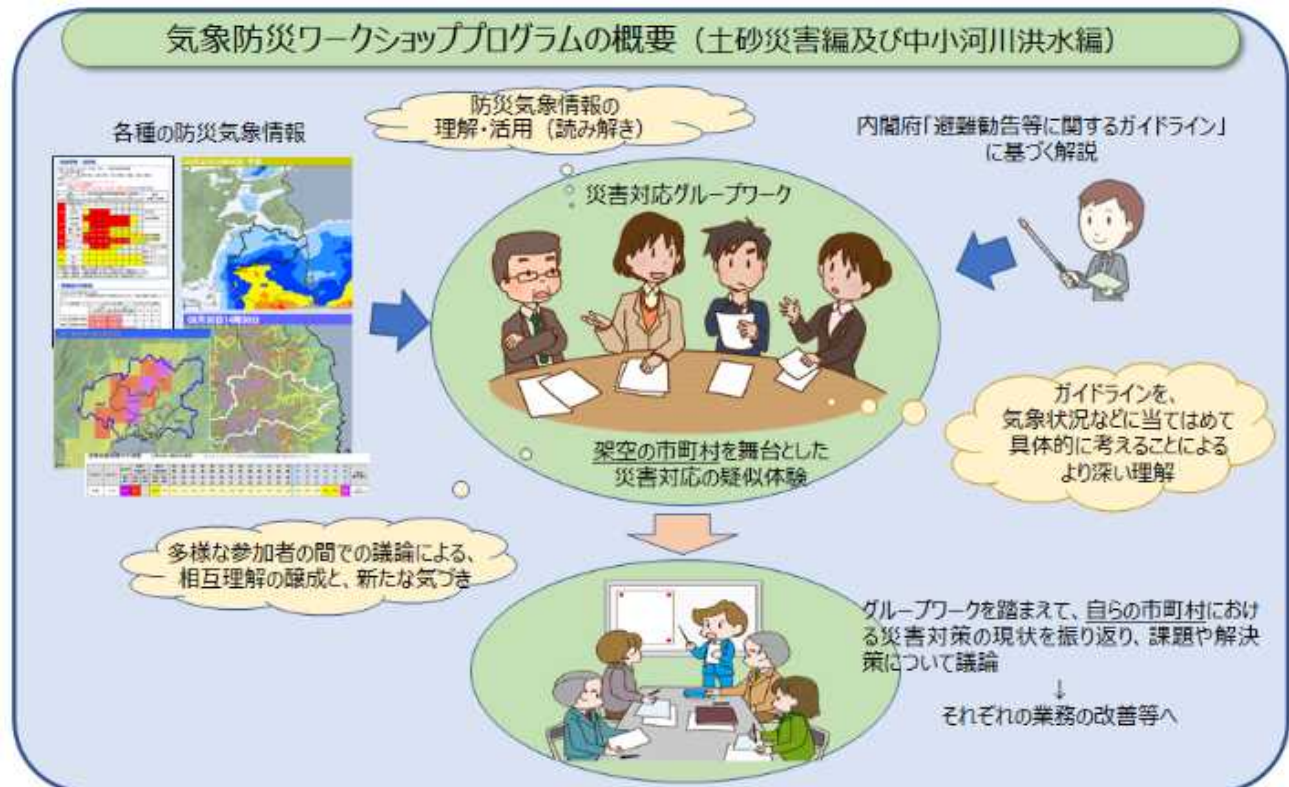 気象防災ワークショッププログラムの概要（土砂災害編及び中小河川洪水編）
防災気象情報の
理解・活用（読み解き）
各種の防災気象情報
内閣府「避難勧告等に関するガイドライン」
に基づく解説
災害対応グループワーク
架空の市町村を舞台とした
災害対応の疑似体験
ガイドラインを、
気象状況などに当てはめて
具体的に考えることによる
より深い理解
多様な参加者の間での議論による、
相互理解の醸成と、新たな気づき
グループワークを踏まえて、自らの市町村におけ
る災害対策の現状を振り返り、課題や解決
策について議論
↓
それぞれの業務の改善等へ